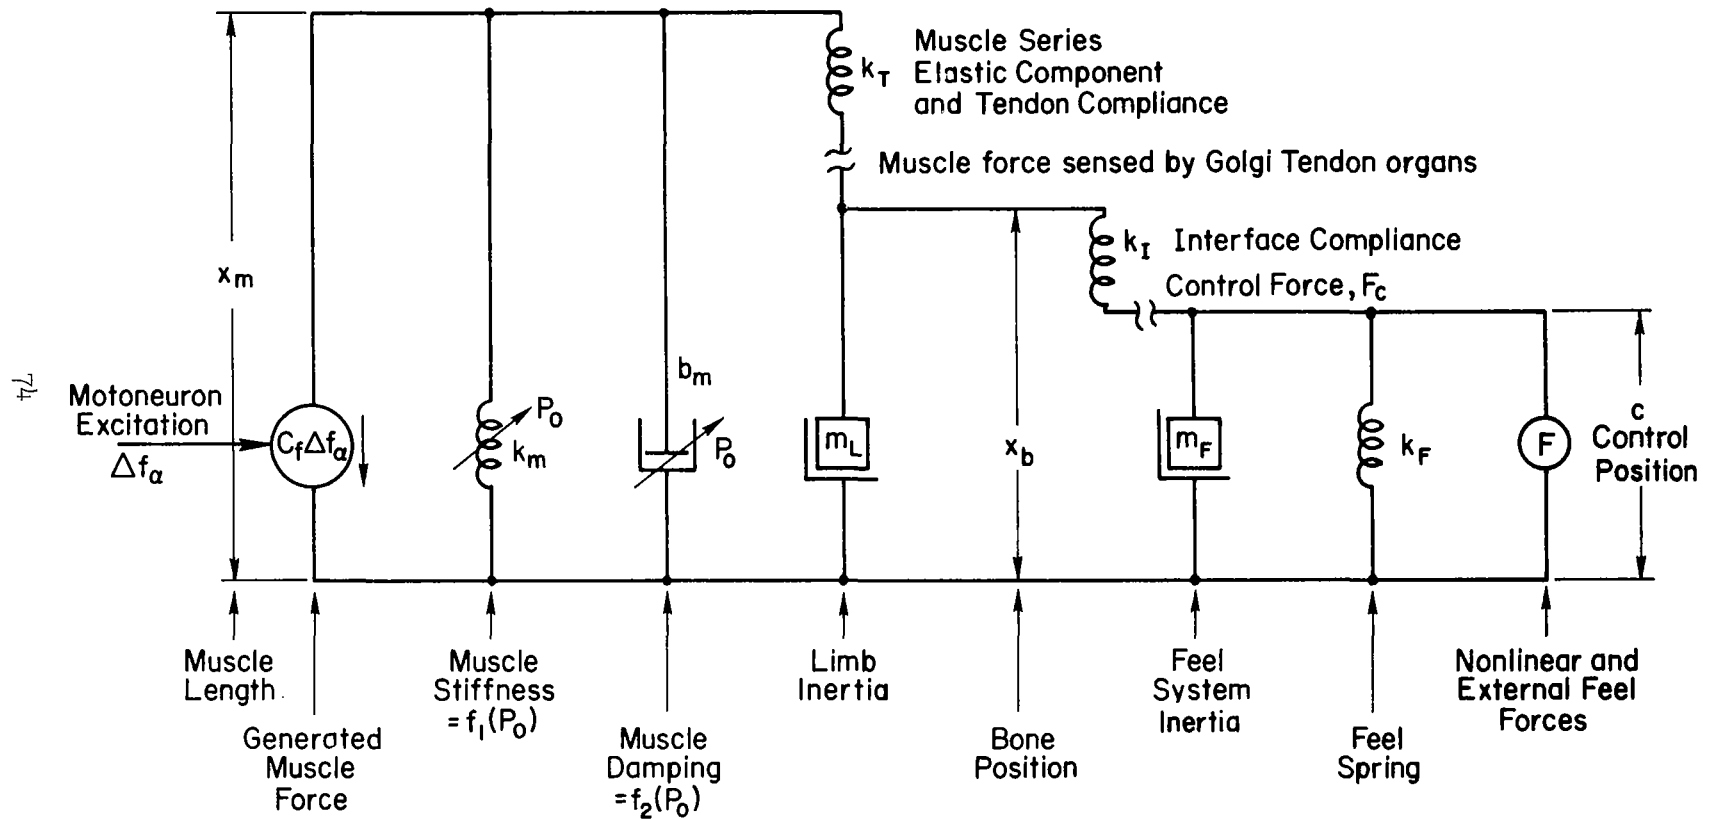 Muscle Series
Elastic Component
and Tendon Compliance
k_T
Muscle force sensed by Golgi Tendon organs
k_I Interface Compliance
Control Force, F_c
x_m
b_m
74
Motoneuron
Excitation
Δf_α
C_fΔf_α
P_o
k_m
P_o
m_L
x_b
m_F
k_F
F
c
Control
Position
Muscle
Length
Generated
Muscle
Force
Muscle
Stiffness
=f_1(P_o)
Muscle
Damping
=f_2(P_o)
Limb
Inertia
Bone
Position
Feel
System
Inertia
Feel
Spring
Nonlinear and
External Feel
Forces